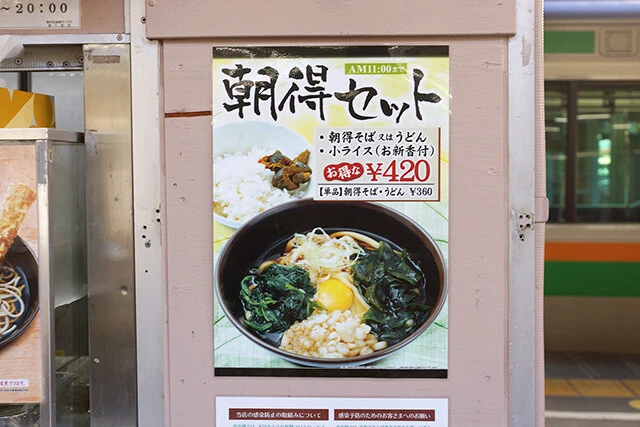 ~20:00
AM11:00まで
朝得セット
・朝得そば又はうどん
・小ライス(お新香付)
お得な ¥420
【単品】朝得そば・うどん ¥360
当店の感染防止の取組みについて
感染予防のためのお客さまへのお願い